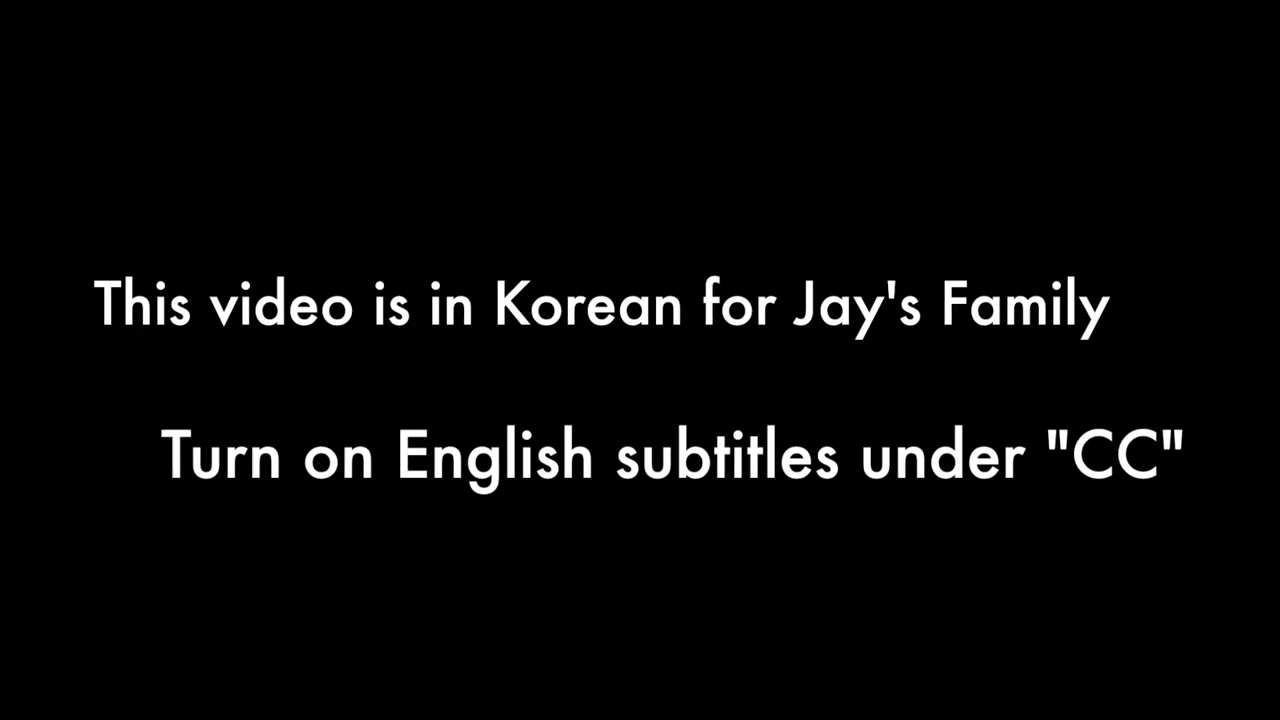 This video is in Korean for Jay's Family
Turn on English subtitles under "CC"